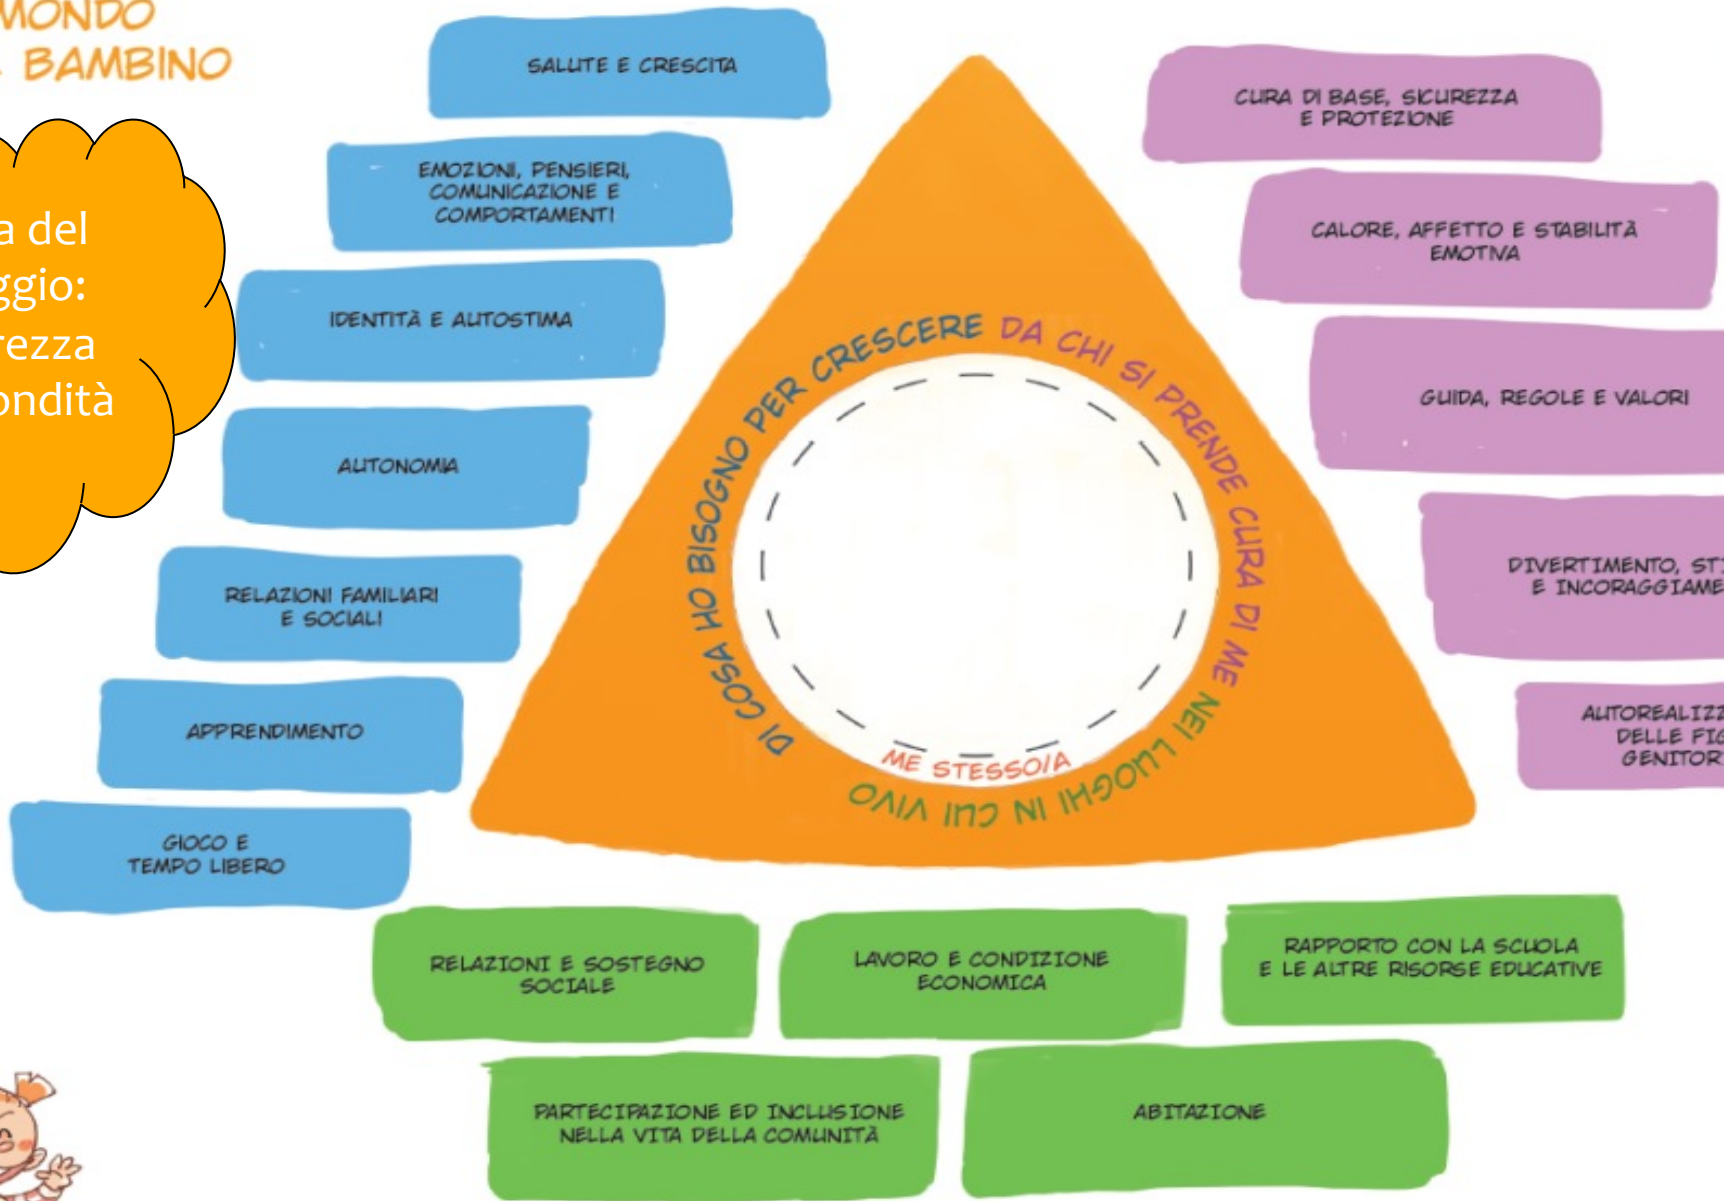 MONDO
BAMBINO
a del
ggio:
rezza
ondità
SALUTE E CRESCITA
EMOZIONI, PENSIERI,
COMUNICAZIONE E
COMPORTAMENTI
IDENTITÀ E AUTOSTIMA
AUTONOMIA
RELAZIONI FAMILIARI
E SOCIALI
APPRENDIMENTO
GIOCO E
TEMPO LIBERO
DI COSA HO BISOGNO PER CRESCERE
DA CHI SI PRENDE CURA DI ME
NEI LUOGHI IN CUI VIVO
ME STESSO/A
CURA DI BASE, SICUREZZA
E PROTEZIONE
CALORE, AFFETTO E STABILITÀ
EMOTIVA
GUIDA, REGOLE E VALORI
DIVERTIMENTO, STI
E INCORAGGIAME
AUTOREALIZZ
DELLE FIG
GENITOR
RELAZIONI E SOSTEGNO
SOCIALE
LAVORO E CONDIZIONE
ECONOMICA
RAPPORTO CON LA SCUOLA
E LE ALTRE RISORSE EDUCATIVE
PARTECIPAZIONE ED INCLUSIONE
NELLA VITA DELLA COMUNITÀ
ABITAZIONE